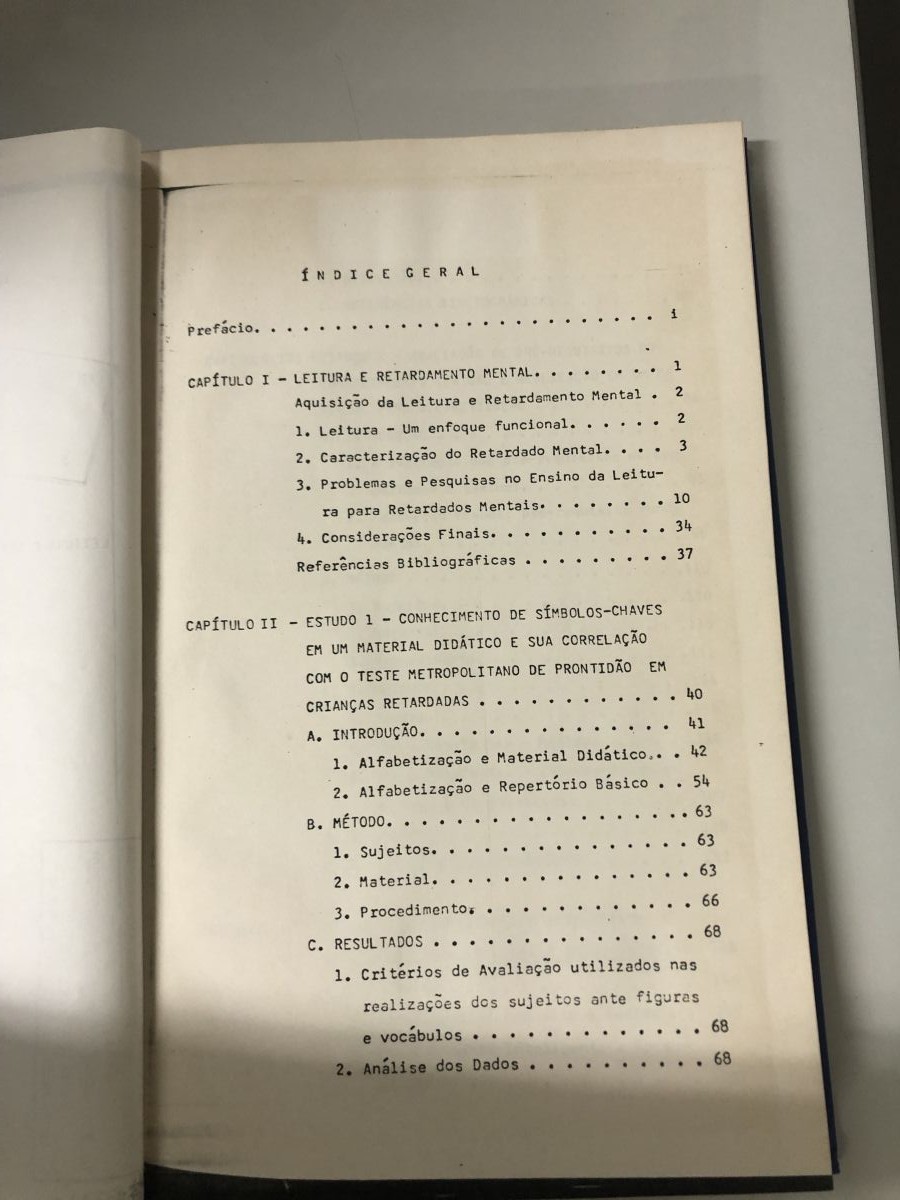 ÍNDICE GERAL
Prefácio. . . . . . . . . . . . . . . . . . . . . . . . . i
CAPÍTULO I - LEITURA E RETARDAMENTO MENTAL. . . . . . . . 1
Aquisição da Leitura e Retardamento Mental . 2
1. Leitura - Um enfoque funcional. . . . . . 2
2. Caracterização do Retardado Mental. . . . 3
3. Problemas e Pesquisas no Ensino da Leitu-
ra para Retardados Mentais. . . . . . . . 10
4. Considerações Finais. . . . . . . . . . . 34
Referências Bibliográficas . . . . . . . . . 37
CAPÍTULO II - ESTUDO 1 - CONHECIMENTO DE SÍMBOLOS-CHAVES
EM UM MATERIAL DIDÁTICO E SUA CORRELAÇÃO
COM O TESTE METROPOLITANO DE PRONTIDÃO EM
CRIANÇAS RETARDADAS . . . . . . . . . . . . 40
A. INTRODUÇÃO. . . . . . . . . . . . . . . 41
1. Alfabetização e Material Didático. . . 42
2. Alfabetização e Repertório Básico . . 54
B. MÉTODO. . . . . . . . . . . . . . . . . . 63
1. Sujeitos. . . . . . . . . . . . . . . 63
2. Material. . . . . . . . . . . . . . . 63
3. Procedimento. . . . . . . . . . . . . 66
C. RESULTADOS . . . . . . . . . . . . . . . 68
1. Critérios de Avaliação utilizados nas
realizações dos sujeitos ante figuras
e vocábulos . . . . . . . . . . . . . 68
2. Análise dos Dados . . . . . . . . . . 68